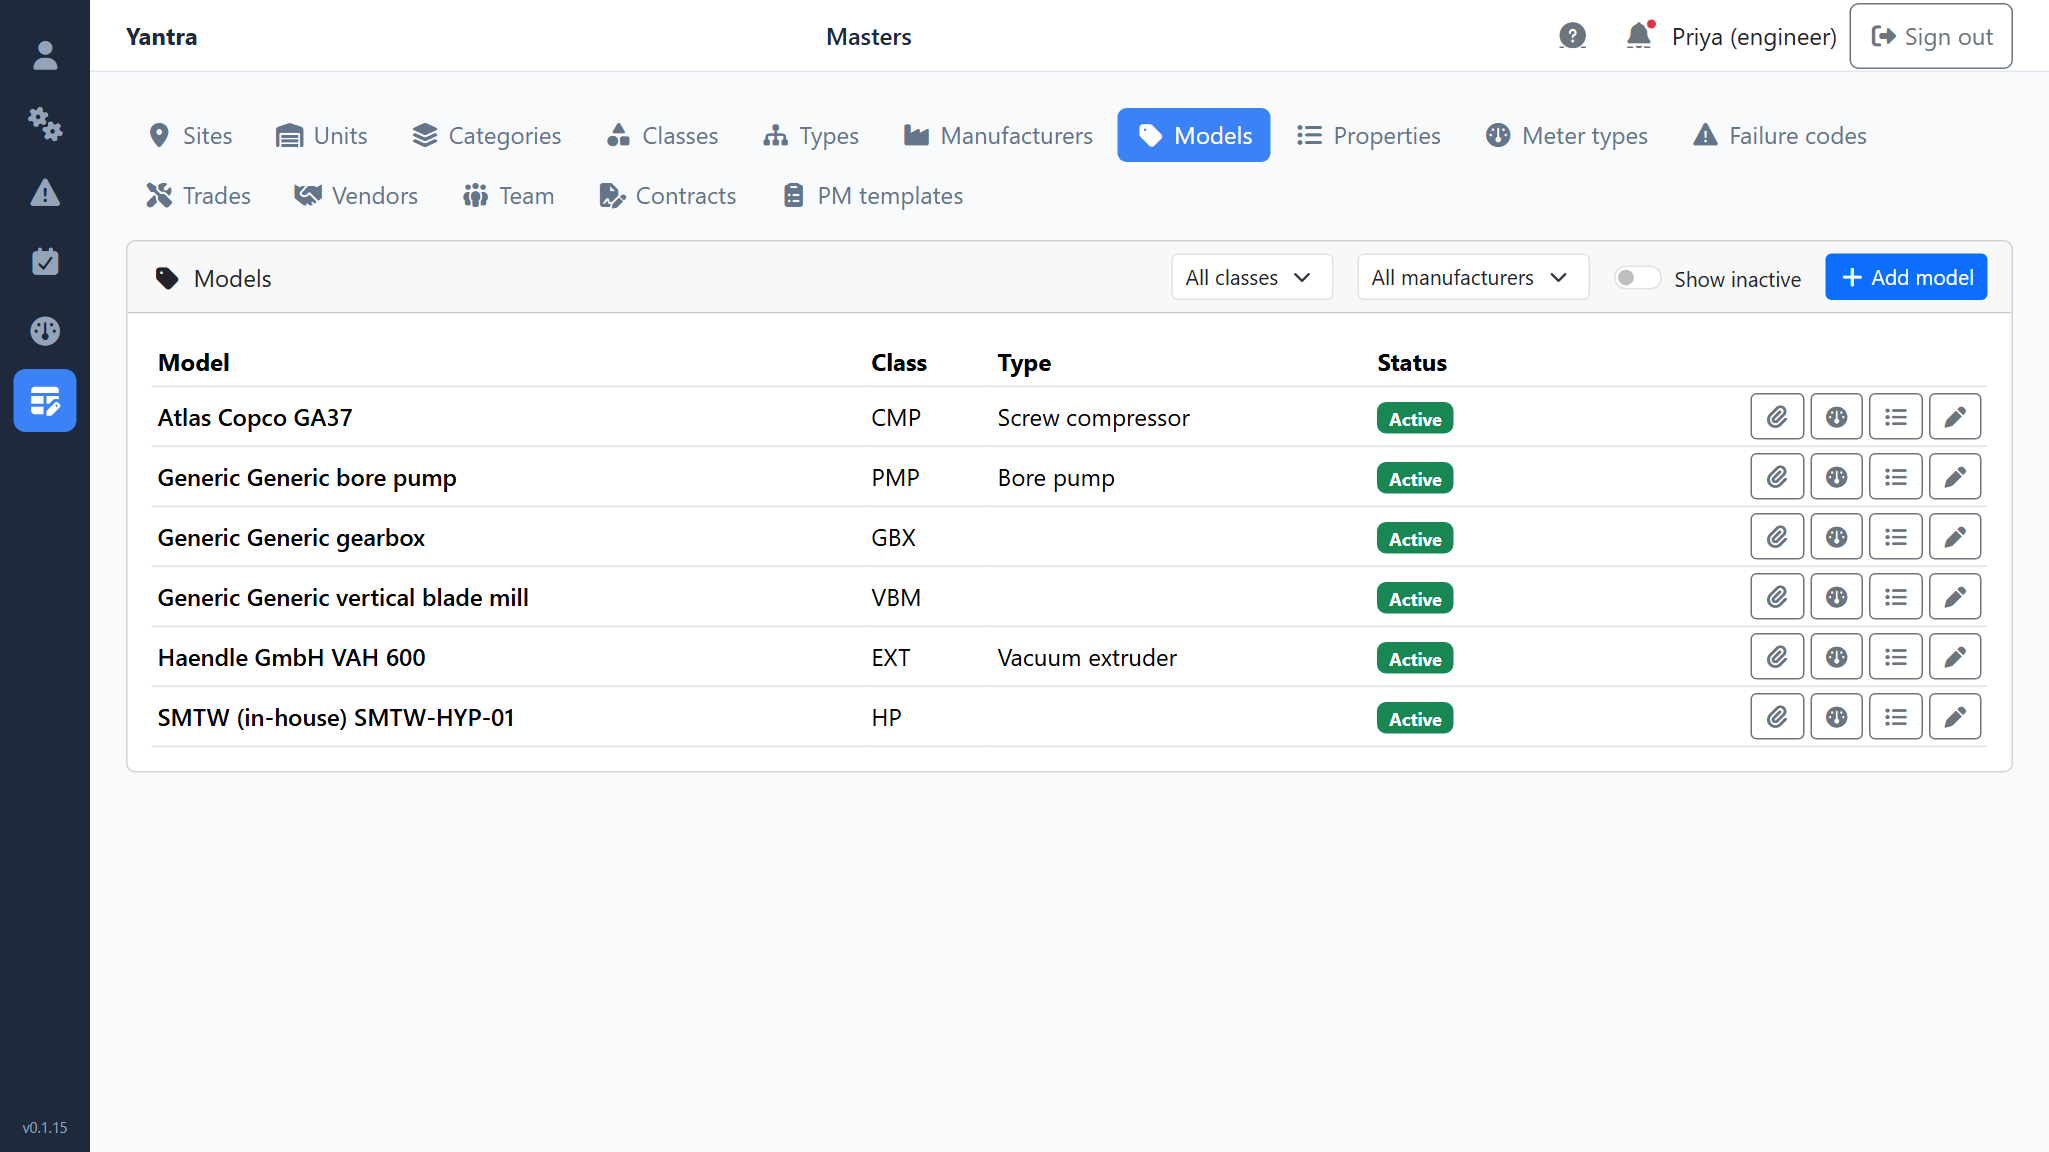 Yantra
Masters
Priya (engineer)
Sign out
Sites
Units
Categories
Classes
Types
Manufacturers
Models
Properties
Meter types
Failure codes
Trades
Vendors
Team
Contracts
PM templates
Models
All classes
All manufacturers
Show inactive
+ Add model
Model Class Type Status
Atlas Copco GA37 CMP Screw compressor Active
Generic Generic bore pump PMP Bore pump Active
Generic Generic gearbox GBX Active
Generic Generic vertical blade mill VBM Active
Haendle GmbH VAH 600 EXT Vacuum extruder Active
SMTW (in-house) SMTW-HYP-01 HP Active
v0.1.15